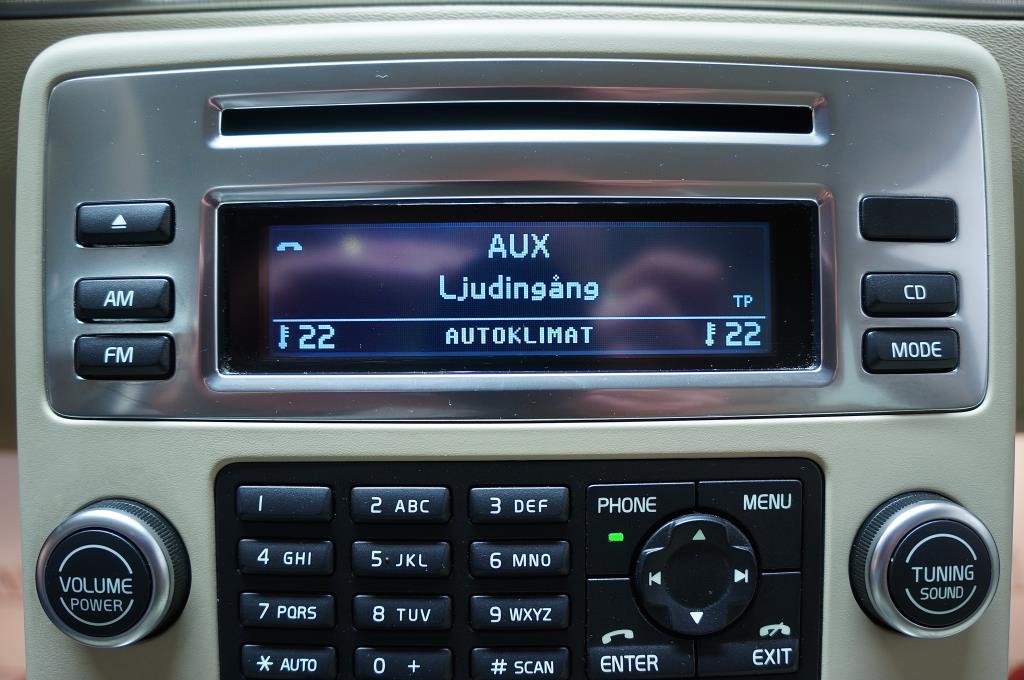 AUX
Ljudingång
TP
22 AUTOKLIMAT 22
AM
FM
CD
MODE
VOLUME
POWER
1
2 ABC
3 DEF
4 GHI
5 JKL
6 MNO
7 PQRS
8 TUV
9 WXYZ
* AUTO
0 +
# SCAN
PHONE
MENU
ENTER
EXIT
TUNING
SOUND